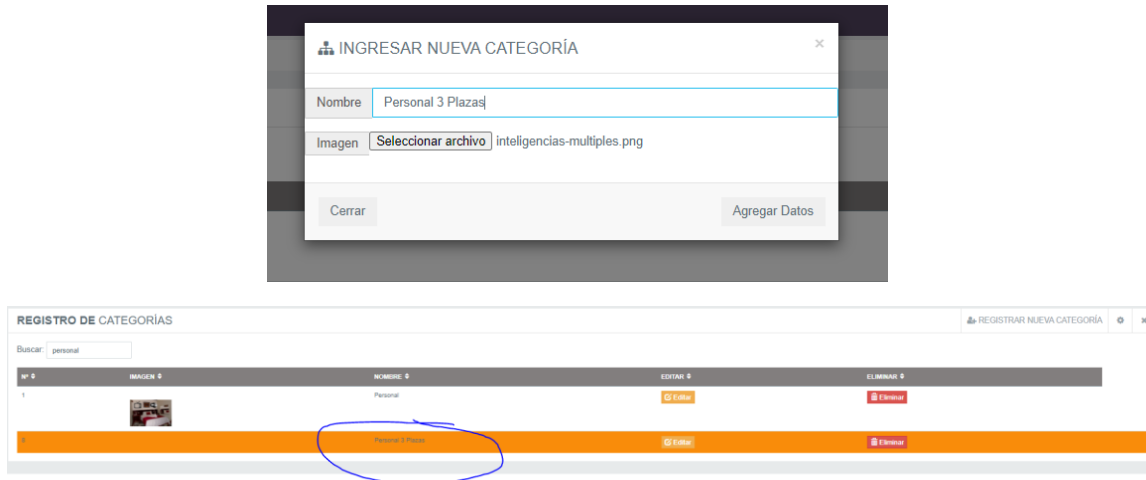 INGRESAR NUEVA CATEGORÍA ×
Nombre Personal 3 Plazas
Imagen Seleccionar archivo inteligencias-multiples.png
Cerrar Agregar Datos
REGISTRO DE CATEGORÍAS REGISTRAR NUEVA CATEGORÍA
Buscar: personal
Nº IMAGEN NOMBRE EDITAR ELIMINAR
1 Personal Editar Eliminar
Personal 3 Plazas Editar Eliminar